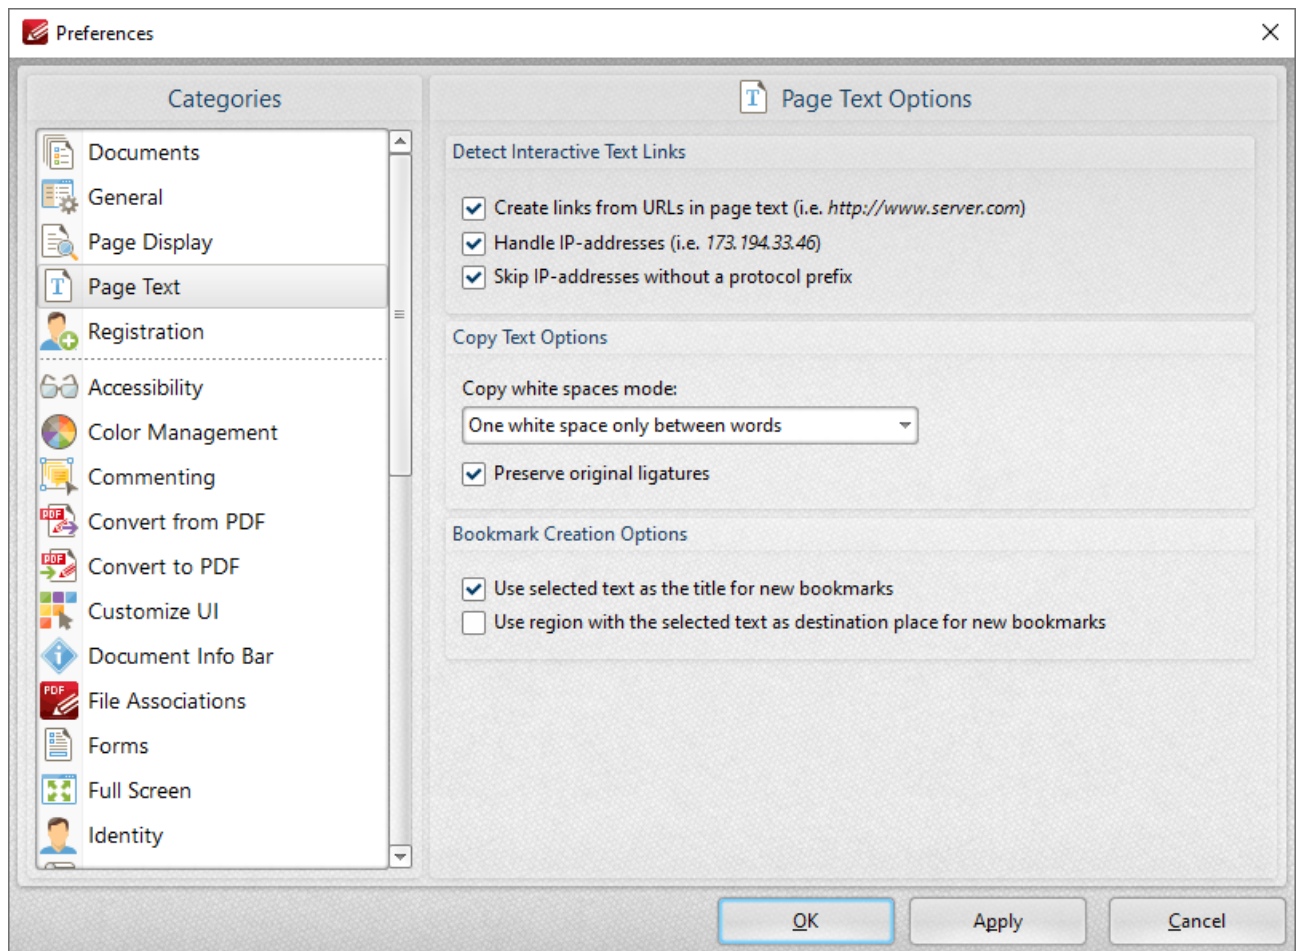 Preferences
Categories
Documents
General
Page Display
T Page Text
Registration
Accessibility
Color Management
Commenting
PDF Convert from PDF
PDF Convert to PDF
Customize UI
i Document Info Bar
PDF File Associations
Forms
Full Screen
Identity
T Page Text Options
Detect Interactive Text Links
Create links from URLs in page text (i.e. http://www.server.com)
Handle IP-addresses (i.e. 173.194.33.46)
Skip IP-addresses without a protocol prefix
Copy Text Options
Copy white spaces mode:
One white space only between words
Preserve original ligatures
Bookmark Creation Options
Use selected text as the title for new bookmarks
Use region with the selected text as destination place for new bookmarks
OK Apply Cancel